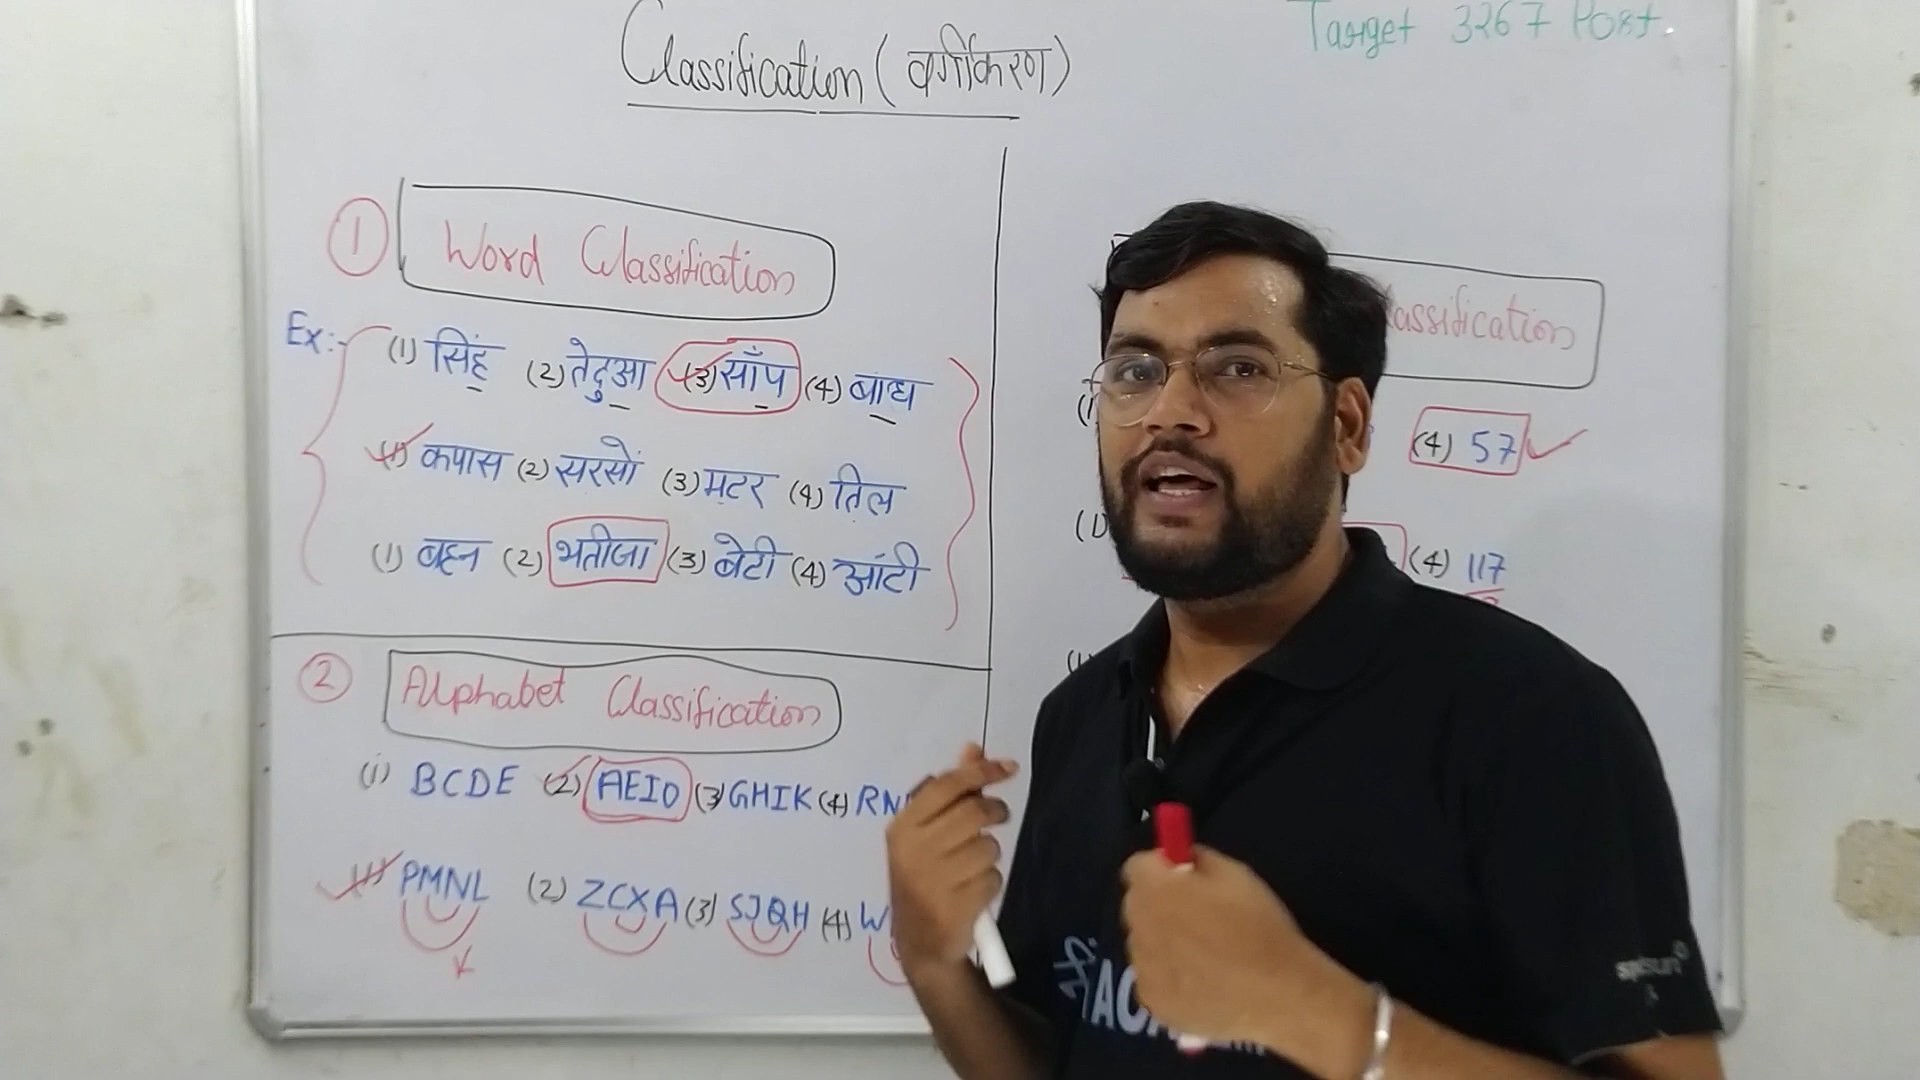 Classification (वर्गीकरण)
Target 3267 Post.
① Word Classification
Ex:- (1) सिंह (2) तेदुआ (3) साँप (4) बाघ
(1) कपास (2) सरसों (3) मटर (4) तिल
(1) बहन (2) भतीजा (3) बेटी (4) आंटी
② Alphabet Classification
(1) BCDE (2) AEIO (3) GHIK (4)
(1) PMNL (2) ZCXA (3) SJQH (4)
lassification
(4) 57
(4) 117